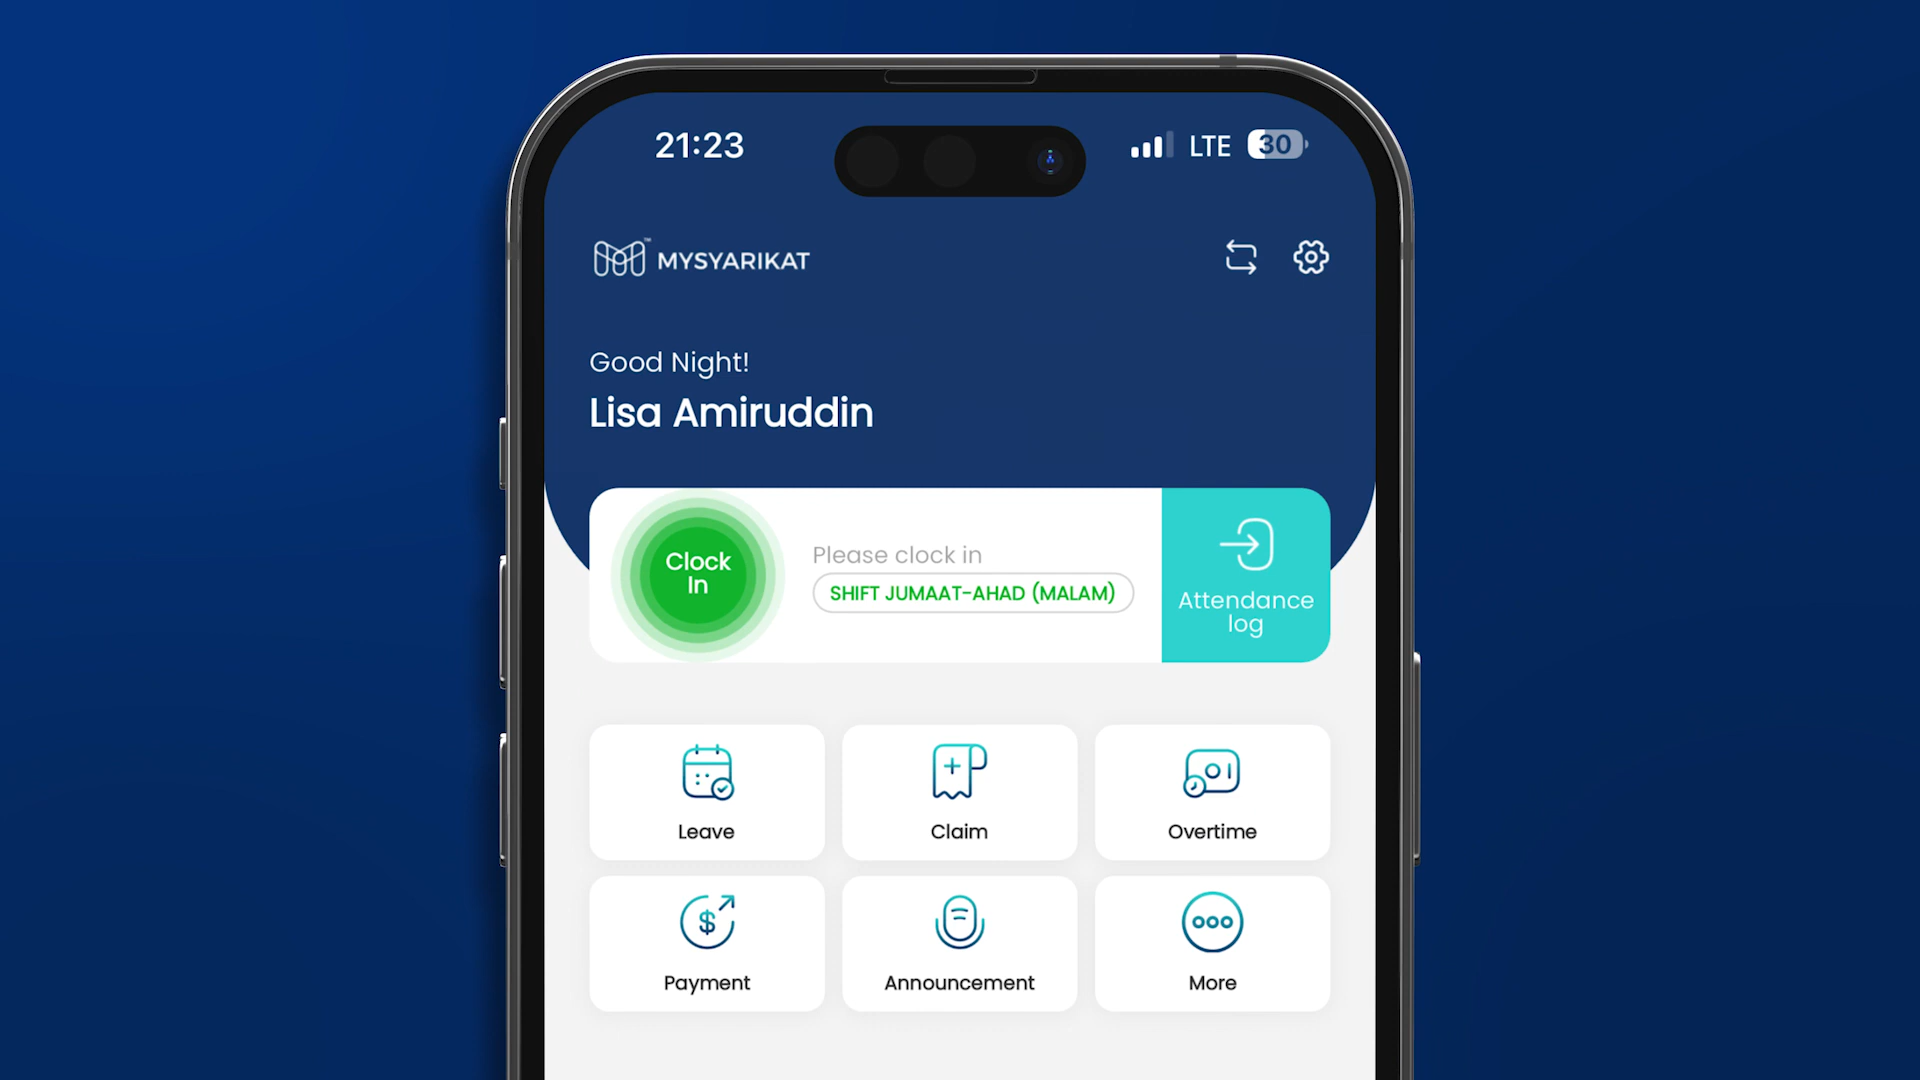 21:23
LTE 30
MYSYARIKAT™
Good Night!
Lisa Amiruddin
Clock
In
Please clock in
SHIFT JUMAAT-AHAD (MALAM)
Attendance
log
Leave
Claim
Overtime
Payment
Announcement
More